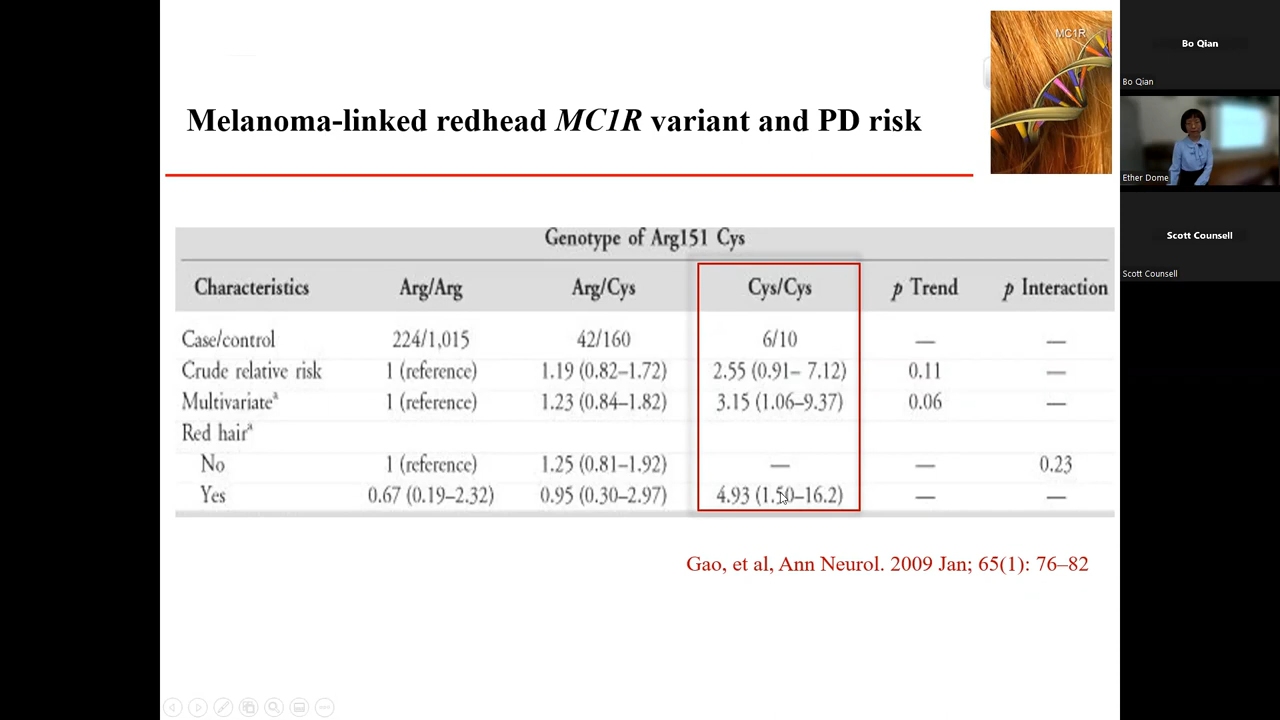 MC1R
Melanoma-linked redhead MC1R variant and PD risk
Genotype of Arg151 Cys
Characteristics Arg/Arg Arg/Cys Cys/Cys p Trend p Interaction
Case/control 224/1,015 42/160 6/10 — —
Crude relative risk 1 (reference) 1.19 (0.82–1.72) 2.55 (0.91– 7.12) 0.11 —
Multivariateª 1 (reference) 1.23 (0.84–1.82) 3.15 (1.06–9.37) 0.06 —
Red hairª
No 1 (reference) 1.25 (0.81–1.92) — — 0.23
Yes 0.67 (0.19–2.32) 0.95 (0.30–2.97) 4.93 (1.50–16.2) — —
Gao, et al, Ann Neurol. 2009 Jan; 65(1): 76–82
Bo Qian
Bo Qian
Ether Dome
Scott Counsell
Scott Counsell